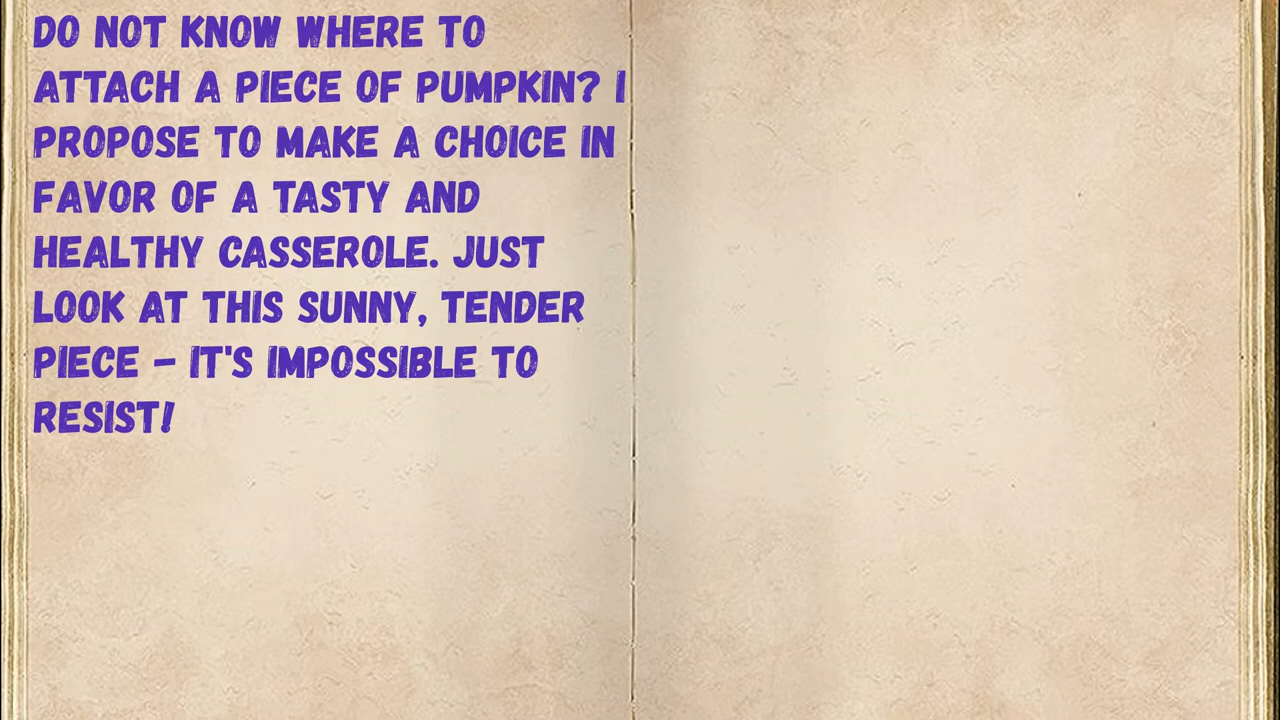 DO NOT KNOW WHERE TO
ATTACH A PIECE OF PUMPKIN? I
PROPOSE TO MAKE A CHOICE IN
FAVOR OF A TASTY AND
HEALTHY CASSEROLE. JUST
LOOK AT THIS SUNNY, TENDER
PIECE – IT'S IMPOSSIBLE TO
RESIST!